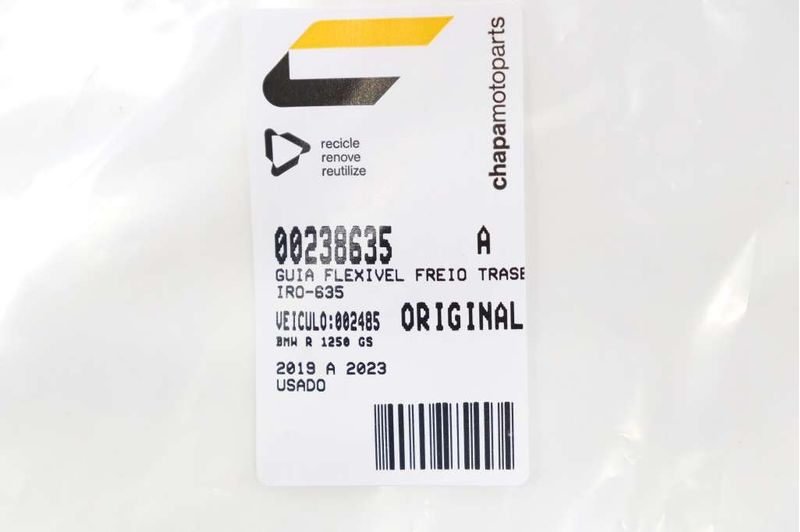 chapamotoparts
recicle
renove
reutilize
00238635 A
GUIA FLEXIVEL FREIO TRASE
IRO-635
VEICULO:002485 ORIGINAL
BMW R 1250 GS
2019 A 2023
USADO